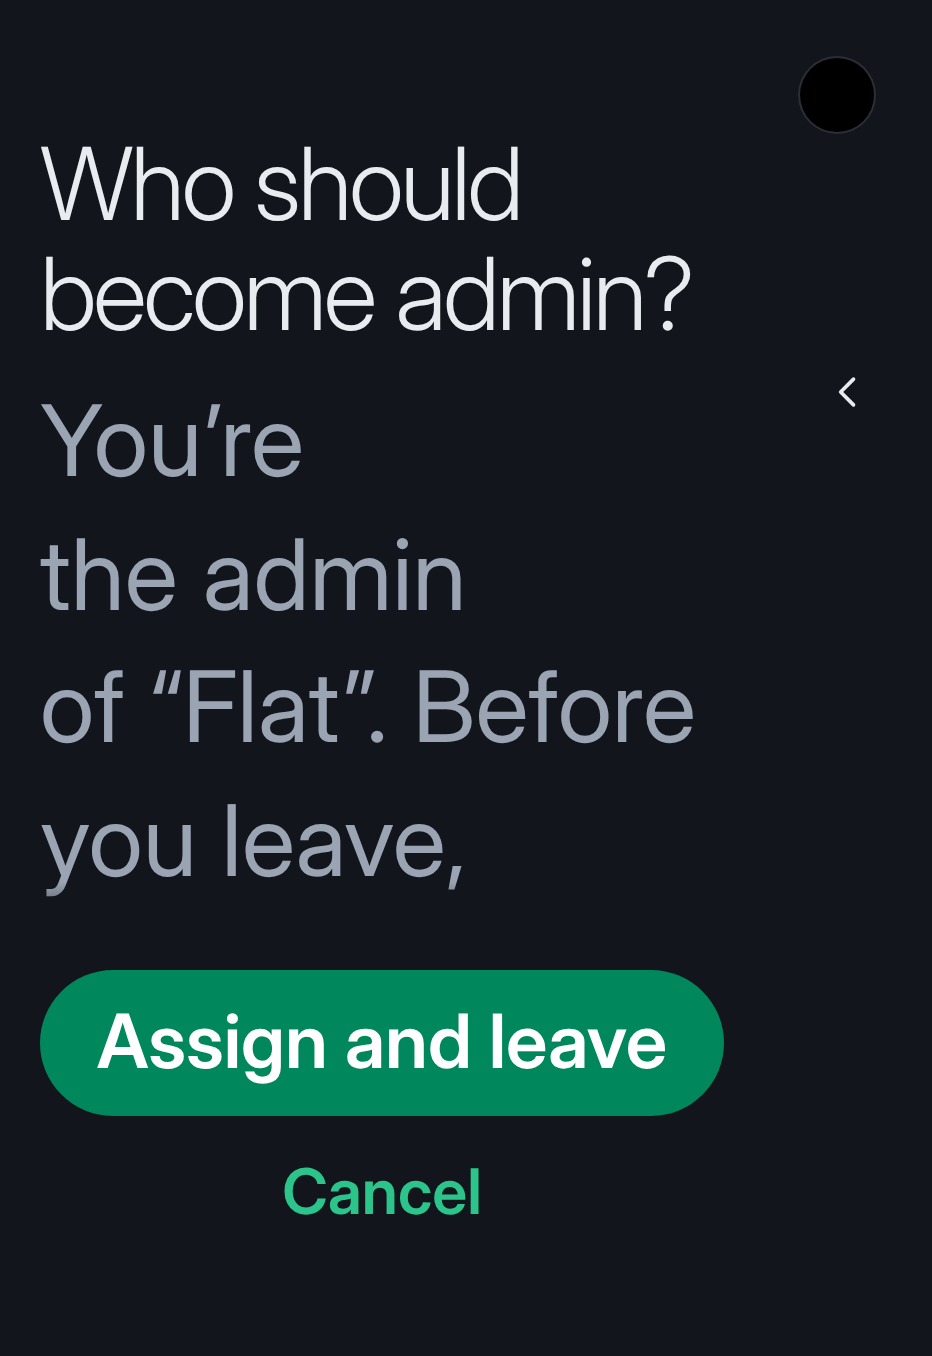 Who should
become admin?
You’re
the admin
of “Flat”. Before
you leave,
Assign and leave
Cancel